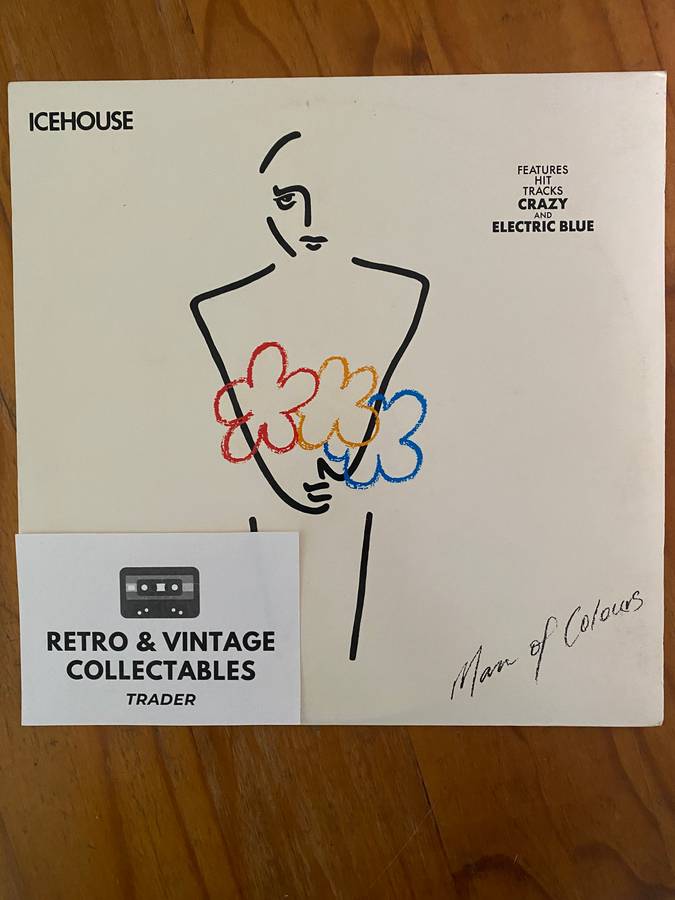 ICEHOUSE
FEATURES
HIT
TRACKS
CRAZY
AND
ELECTRIC BLUE
Man of Colours
RETRO & VINTAGE
COLLECTABLES
TRADER